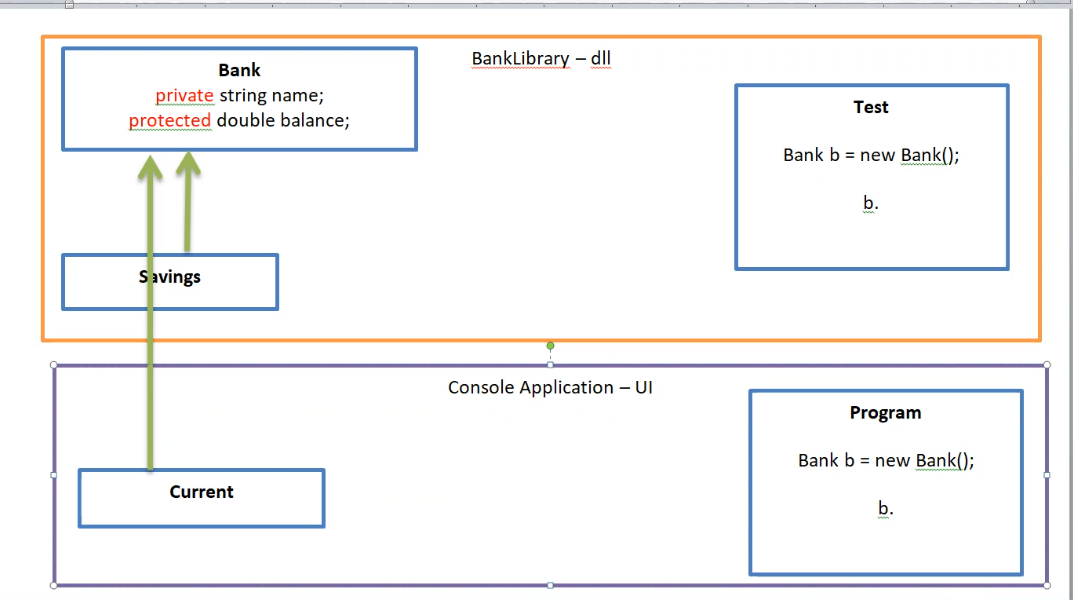 BankLibrary – dll
Bank
private string name;
protected double balance;
Test
Bank b = new Bank();
b.
Savings
Console Application – UI
Program
Bank b = new Bank();
b.
Current